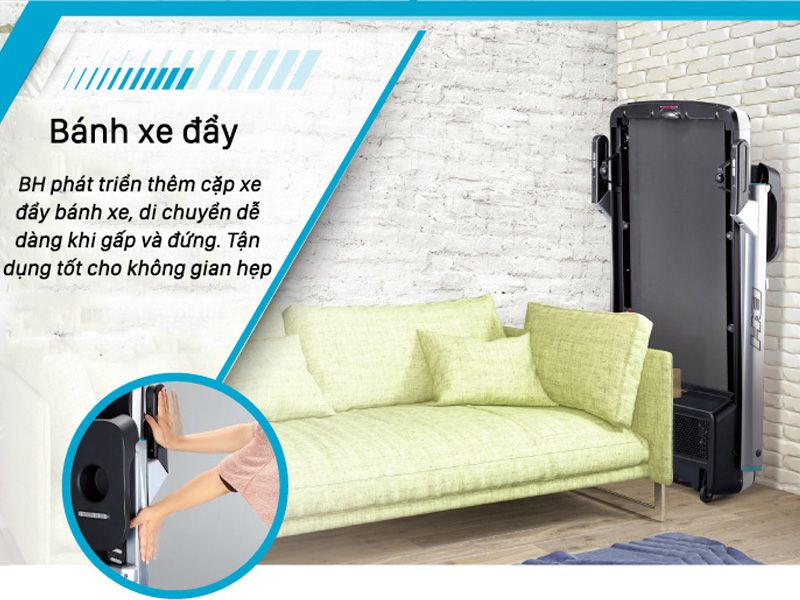 Bánh xe đẩy
BH phát triển thêm cặp xe
đẩy bánh xe, di chuyển dễ
dàng khi gấp và đứng. Tận
dụng tốt cho không gian hẹp
BH